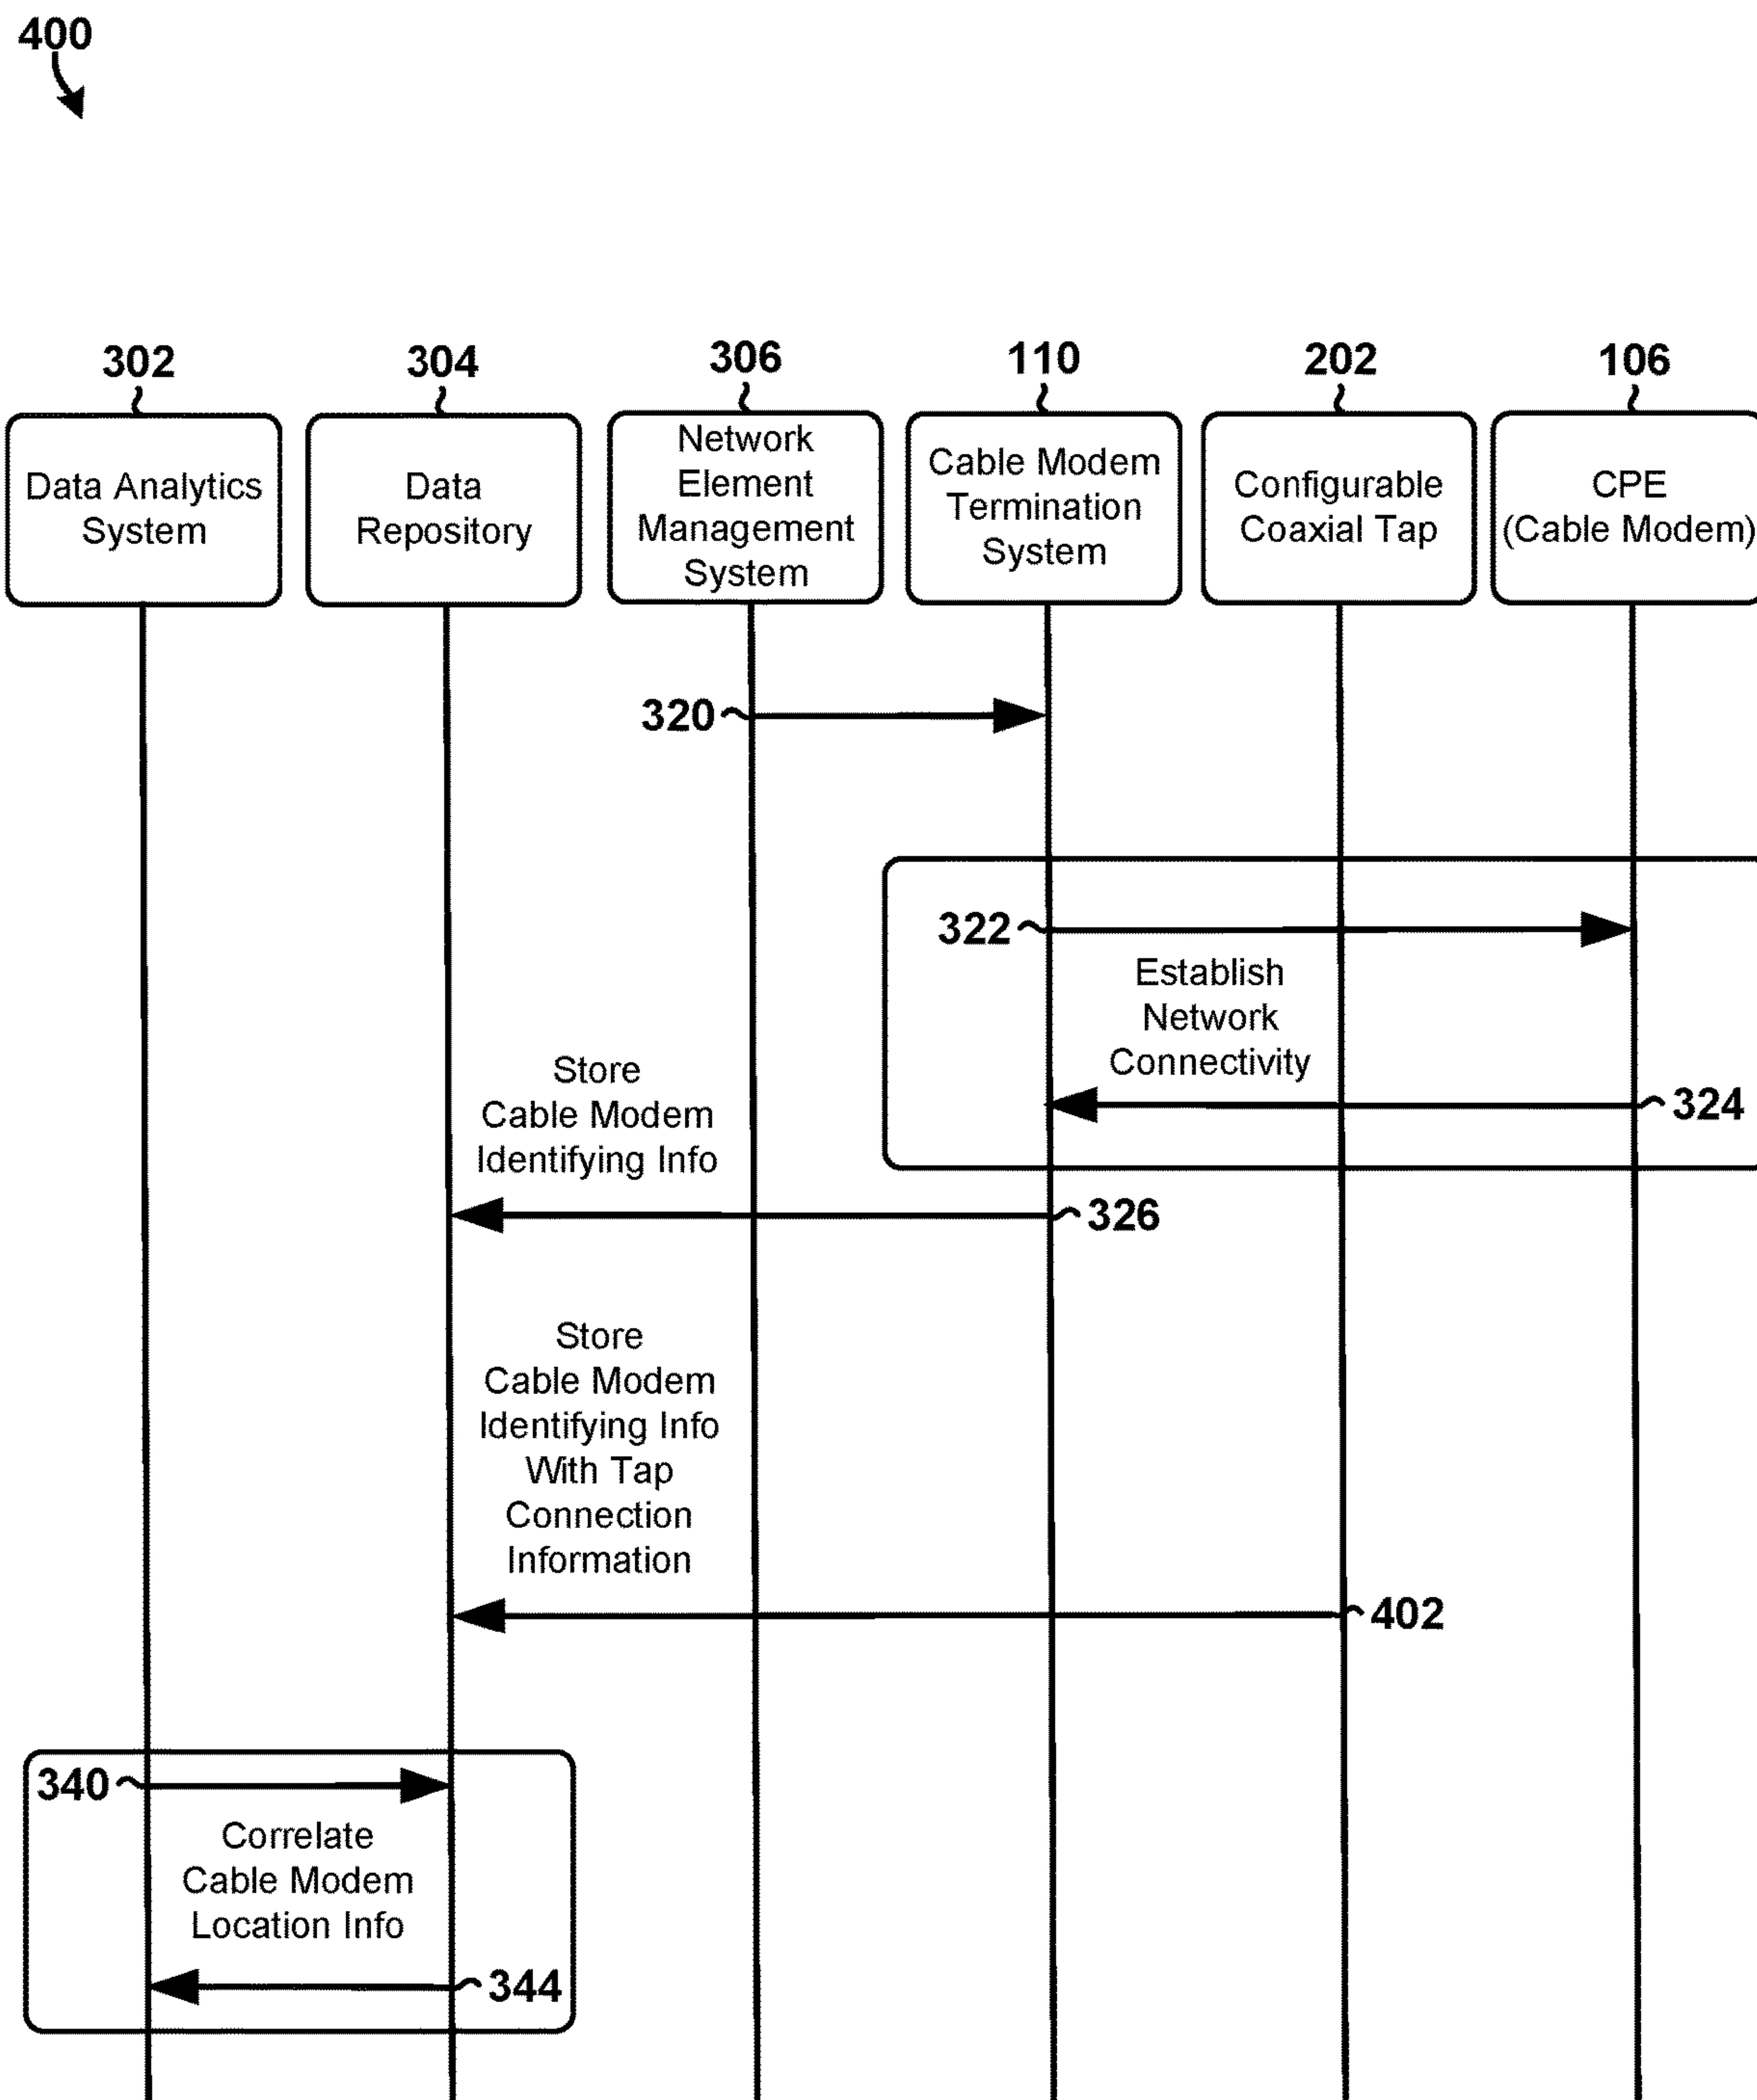 400
302
304
306
110
202
106
Data Analytics
System
Data
Repository
Network
Element
Management
System
Cable Modem
Termination
System
Configurable
Coaxial Tap
CPE
(Cable Modem)
320
322
Establish
Network
Connectivity
324
Store
Cable Modem
Identifying Info
326
Store
Cable Modem
Identifying Info
With Tap
Connection
Information
402
340
Correlate
Cable Modem
Location Info
344